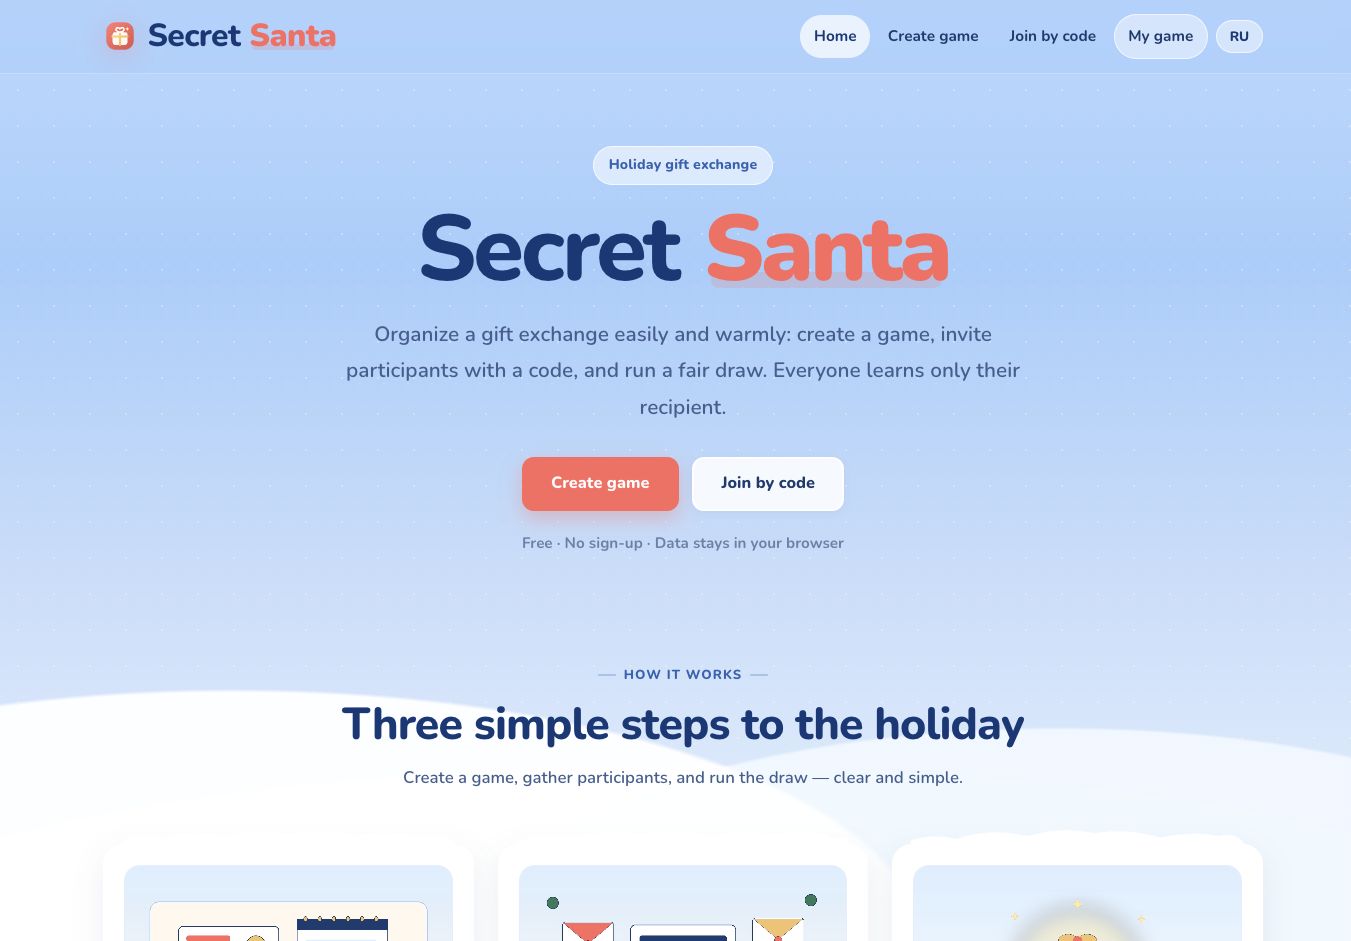 Secret Santa
Home
Create game
Join by code
My game
RU
Holiday gift exchange
Secret Santa
Organize a gift exchange easily and warmly: create a game, invite
participants with a code, and run a fair draw. Everyone learns only their
recipient.
Create game
Join by code
Free · No sign-up · Data stays in your browser
HOW IT WORKS
Three simple steps to the holiday
Create a game, gather participants, and run the draw — clear and simple.